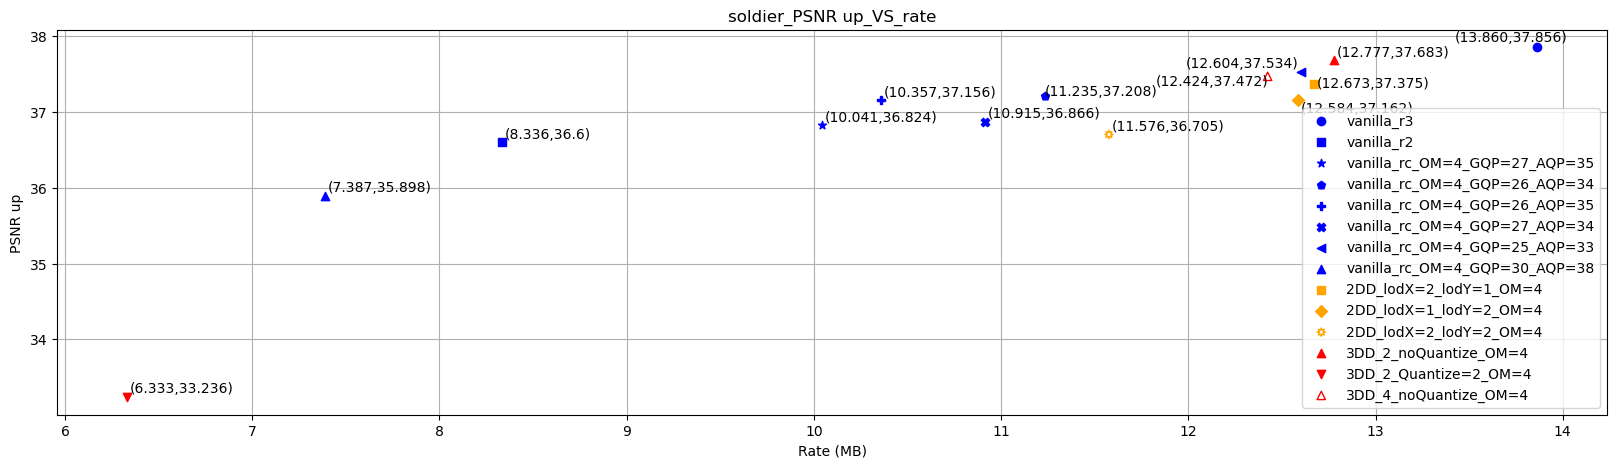 soldier_PSNR up_VS_rate
38
37
36
35
34
PSNR up
(13.860,37.856)
(12.777,37.683)
(12.604,37.534)
(12.424,37.472)
(12.673,37.375)
(10.357,37.156)
(11.235,37.208)
(12.584,37.162)
(10.041,36.824)
(10.915,36.866)
(11.576,36.705)
(8.336,36.6)
(7.387,35.898)
(6.333,33.236)
vanilla_r3
vanilla_r2
vanilla_rc_OM=4_GQP=27_AQP=35
vanilla_rc_OM=4_GQP=26_AQP=34
vanilla_rc_OM=4_GQP=26_AQP=35
vanilla_rc_OM=4_GQP=27_AQP=34
vanilla_rc_OM=4_GQP=25_AQP=33
vanilla_rc_OM=4_GQP=30_AQP=38
2DD_lodX=2_lodY=1_OM=4
2DD_lodX=1_lodY=2_OM=4
2DD_lodX=2_lodY=2_OM=4
3DD_2_noQuantize_OM=4
3DD_2_Quantize=2_OM=4
3DD_4_noQuantize_OM=4
6 7 8 9 10 11 12 13 14
Rate (MB)